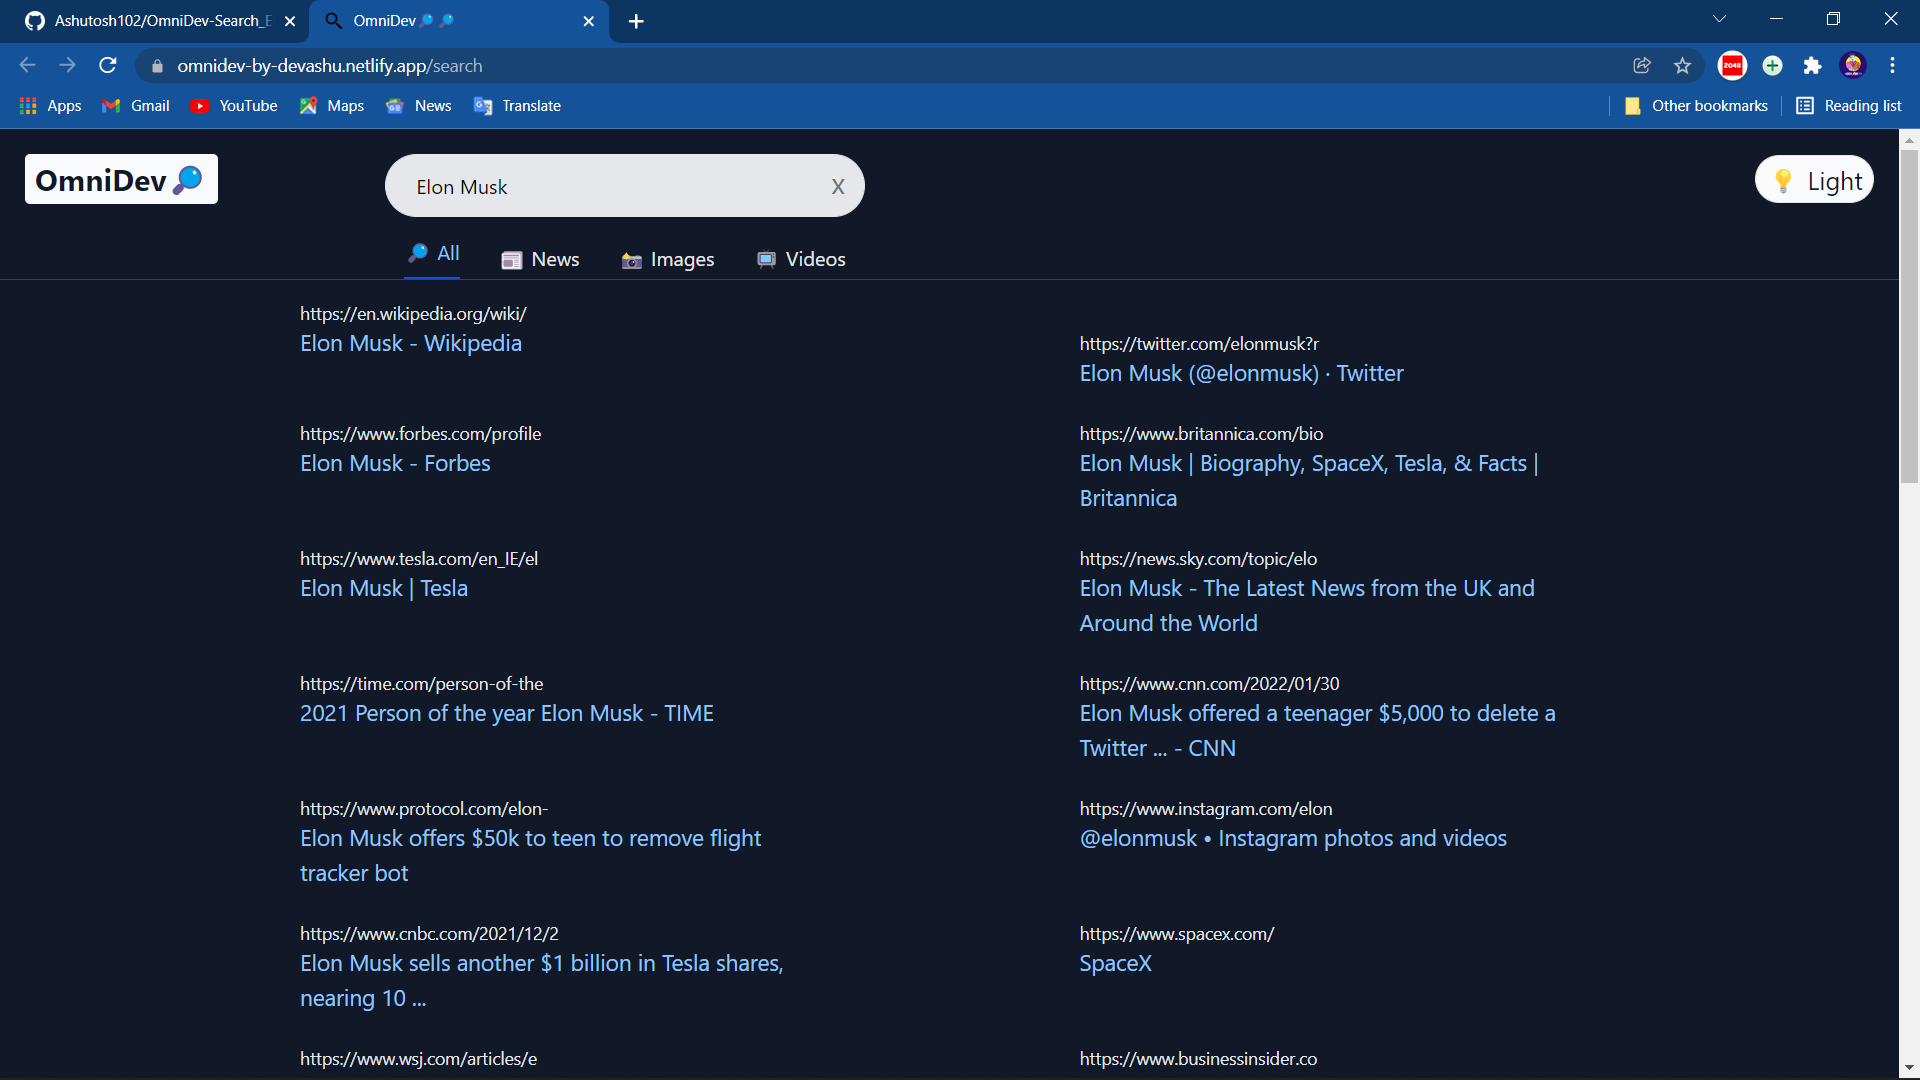 Ashutosh102/OmniDev-Search_E
OmniDev
omnidev-by-devashu.netlify.app/search
2048
Apps
Gmail
YouTube
Maps
News
Translate
Other bookmarks
Reading list
OmniDev
Elon Musk
X
Light
All
News
Images
Videos
https://en.wikipedia.org/wiki/
Elon Musk - Wikipedia
https://twitter.com/elonmusk?r
Elon Musk (@elonmusk) · Twitter
https://www.forbes.com/profile
Elon Musk - Forbes
https://www.britannica.com/bio
Elon Musk | Biography, SpaceX, Tesla, & Facts |
Britannica
https://www.tesla.com/en_IE/el
Elon Musk | Tesla
https://news.sky.com/topic/elo
Elon Musk - The Latest News from the UK and
Around the World
https://time.com/person-of-the
2021 Person of the year Elon Musk - TIME
https://www.cnn.com/2022/01/30
Elon Musk offered a teenager $5,000 to delete a
Twitter ... - CNN
https://www.protocol.com/elon-
Elon Musk offers $50k to teen to remove flight
tracker bot
https://www.instagram.com/elon
@elonmusk • Instagram photos and videos
https://www.cnbc.com/2021/12/2
Elon Musk sells another $1 billion in Tesla shares,
nearing 10 ...
https://www.spacex.com/
SpaceX
https://www.wsj.com/articles/e
https://www.businessinsider.co